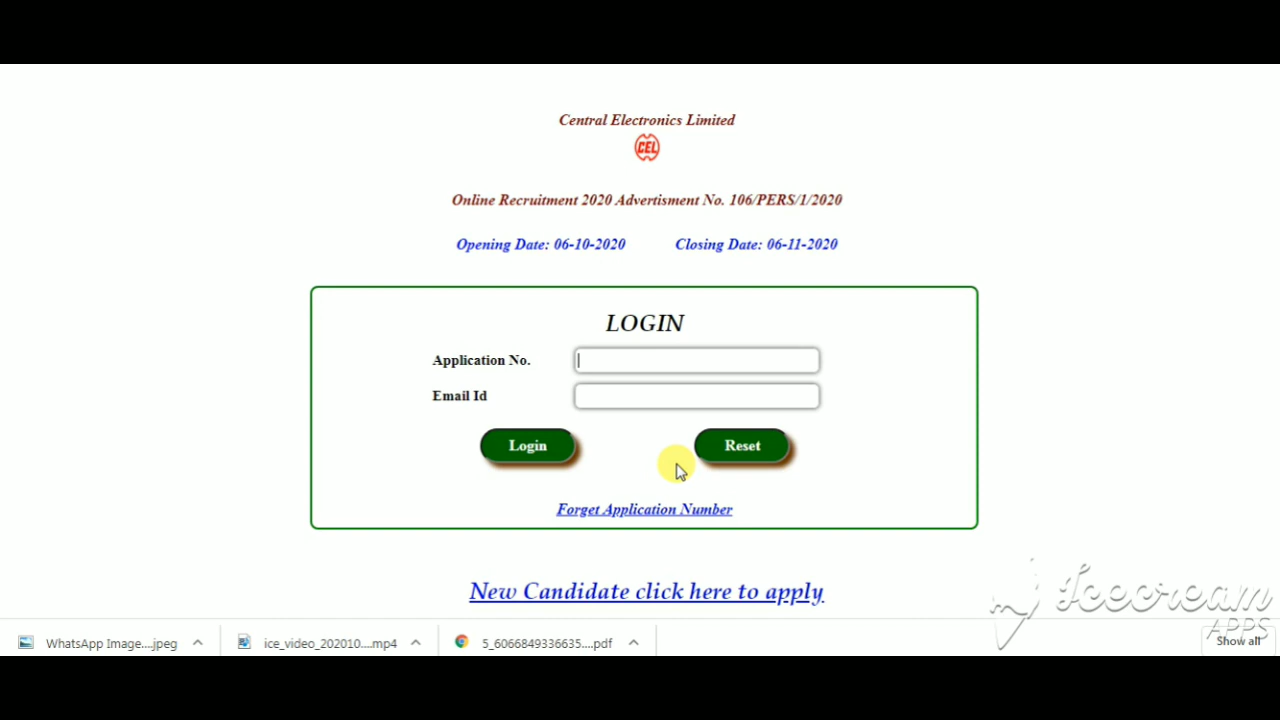 Central Electronics Limited
CEL
Online Recruitment 2020 Advertisment No. 106/PERS/1/2020
Opening Date: 06-10-2020 Closing Date: 06-11-2020
LOGIN
Application No.
Email Id
Login Reset
Forget Application Number
New Candidate click here to apply
Icecream
APPS
WhatsApp Image....jpeg ice_video_202010....mp4 5_6066849336635....pdf Show all